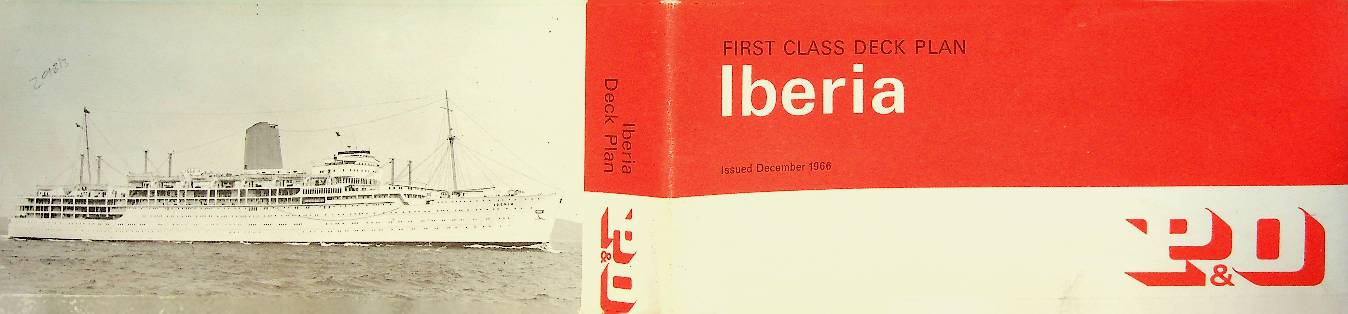 Iberia
Deck Plan
P&O
FIRST CLASS DECK PLAN
Iberia
Issued December 1966
P&O